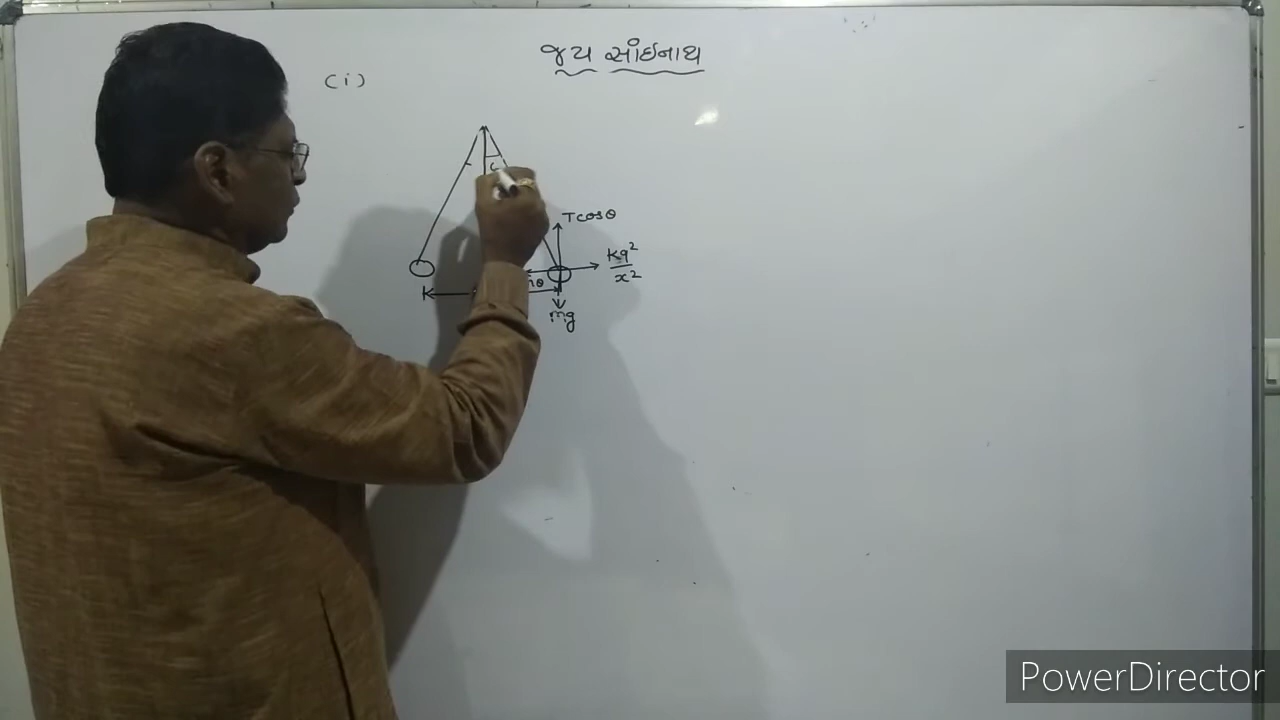 જય સાંઈનાથ
(i)
Tcosθ
Kq²
x²
mg
PowerDirector